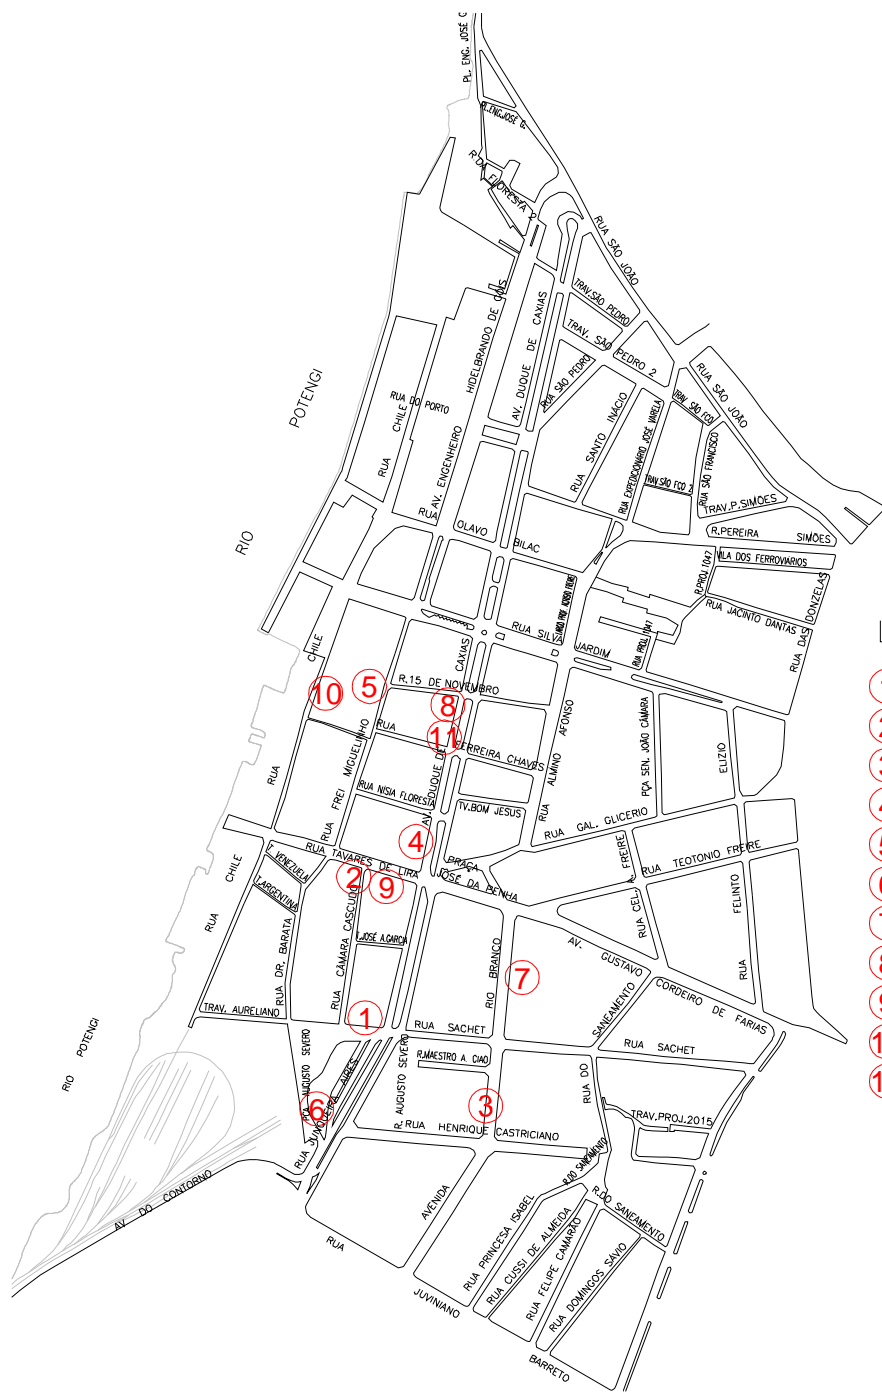 PL. ENG. JOSÉ G.
PL.ENG.JOSÉ G.
R. DA FLORESTA 2
RUA SÃO JOÃO
TRAV.SÃO PEDRO
TRAV. SÃO PEDRO 2
RUA SÃO PEDRO
RUA SÃO JOÃO
TRAV. SÃO FCO
HIDELBRANDO DE GÓIS
AV. DUQUE DE CAXIAS
RUA SANTO INÁCIO
RUA EXPEDICIONÁRIO JOSÉ VARELA
RUA SÃO FRANCISCO
TRAV.SÃO FCO 2
TRAV.P.SIMÕES
R.PEREIRA SIMÕES
VILA DOS FERROVIÁRIOS
POTENGI
RIO
RUA DO PORTO
RUA CHILE
AV. ENGENHEIRO
RUA OLAVO BILAC
R.PROJ.1047
RUA JACINTO DANTAS
RUA DAS DONZELAS
RUA PROJ.1047
RUA SILVA JARDIM
CAXIAS
CHILE
R.15 DE NOVEMBRO
10
5
8
11
RUA FERREIRA CHAVES
RUA FREI MIGUELINHO
AV. DUQUE DE
RUA NISIA FLORESTA
TV.BOM JESUS
RUA ALMINO AFONSO
PÇA SEN. JOÃO CÂMARA
ELIZIO
RUA GAL. GLICERIO
RUA TEOTONIO FREIRE
RUA CEL. A. FREIRE
RUA FELINTO
RUA
CHILE
RUA
4
RUA TAVARES DE LIRA
PRAÇA
JOSÉ DA PENHA
2
9
T. VENEZUELA
T.ARGENTINA
RUA DR. BARATA
RUA CÂMARA CASCUDO
T.JOSÉ A.GARCIA
RIO BRANCO
7
AV. GUSTAVO CORDEIRO DE FARIAS
SANEAMENTO
TRAV. AURELIANO
1
RUA SACHET
RUA SACHET
RIO POTENGI
PÇA AUGUSTO SEVERO
RUA JUNQUEIRA AIRES
R. AUGUSTO SEVERO
R.MAESTRO A. CIAO
6
3
RUA HENRIQUE CASTRICIANO
RUA DO
TRAV.PROJ.2015
AV. DO CONTORNO
R.DO SANEAMENTO
R.DO SANEAMENTO
AVENIDA
RUA PRINCESA ISABEL
RUA CUSSI DE ALMEIDA
RUA FELIPE CAMARÃO
RUA DOMINGOS SÁVIO
RUA JUVINIANO BARRETO